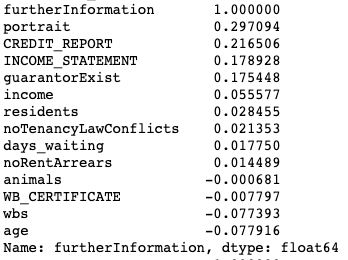 furtherInformation 1.000000
portrait 0.297094
CREDIT_REPORT 0.216506
INCOME_STATEMENT 0.178928
guarantorExist 0.175448
income 0.055577
residents 0.028455
noTenancyLawConflicts 0.021353
days_waiting 0.017750
noRentArrears 0.014489
animals -0.000681
WB_CERTIFICATE -0.007797
wbs -0.077393
age -0.077916
Name: furtherInformation, dtype: float64